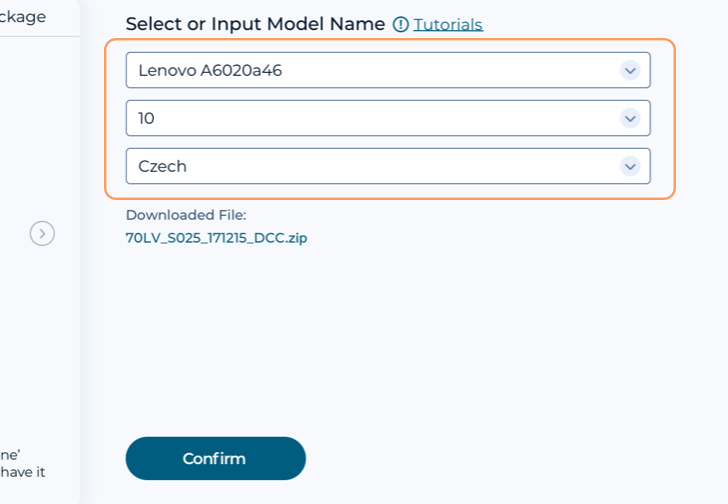 ckage
Select or Input Model Name Tutorials
Lenovo A6020a46
10
Czech
Downloaded File:
70LV_S025_171215_DCC.zip
ne’
have it
Confirm